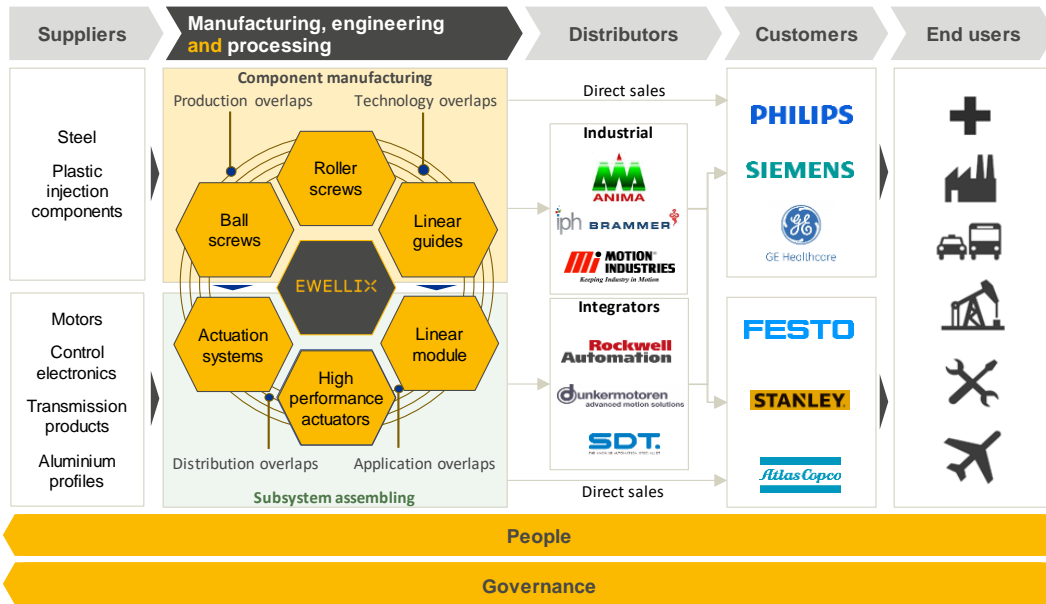 Suppliers
Manufacturing, engineering
and processing
Distributors
Customers
End users
Steel
Plastic
injection
components
Motors
Control
electronics
Transmission
products
Aluminium
profiles
Component manufacturing
Production overlaps
Technology overlaps
Roller
screws
Ball
screws
Linear
guides
EWELLIX
Actuation
systems
Linear
module
High
performance
actuators
Distribution overlaps
Application overlaps
Subsystem assembling
Direct sales
Industrial
ANIMA
iph BRAMMER
Mi MOTION
INDUSTRIES
Keeping Industry in Motion
Integrators
Rockwell
Automation
dunkermotoren
advanced motion solutions
SDT.
Direct sales
PHILIPS
SIEMENS
GE
GE Healthcare
FESTO
STANLEY
Atlas Copco
People
Governance